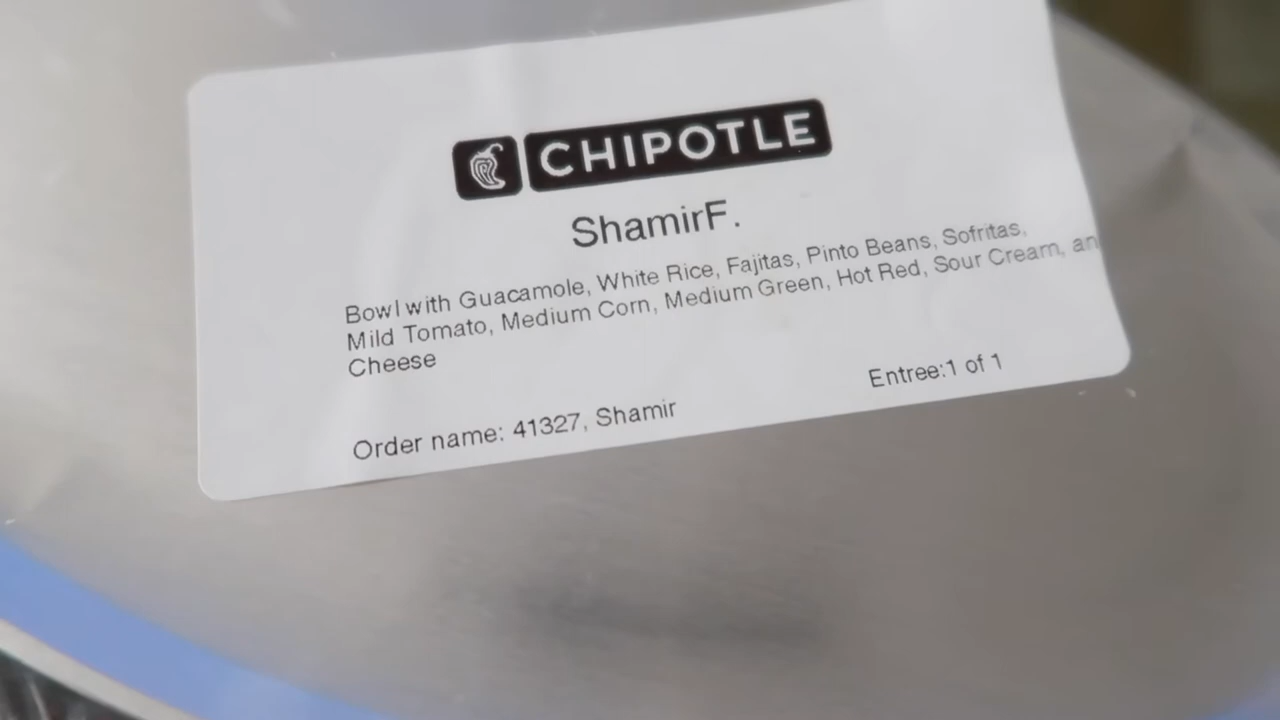 CHIPOTLE
ShamirF.
Bowl with Guacamole, White Rice, Fajitas, Pinto Beans, Sofritas,
Mild Tomato, Medium Corn, Medium Green, Hot Red, Sour Cream, an
Cheese
Entree:1 of 1
Order name: 41327, Shamir